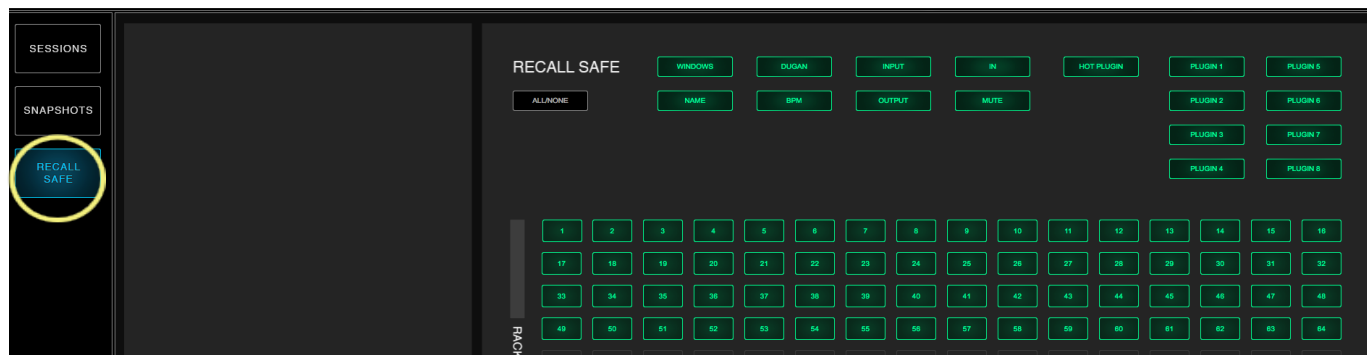 SESSIONS
SNAPSHOTS
RECALL
SAFE
RECALL SAFE
WINDOWS DUGAN INPUT IN HOT PLUGIN PLUGIN 1 PLUGIN 5
ALL/NONE NAME BPM OUTPUT MUTE PLUGIN 2 PLUGIN 6
PLUGIN 3 PLUGIN 7
PLUGIN 4 PLUGIN 8
1 2 3 4 5 6 7 8 9 10 11 12 13 14 15 16
17 18 19 20 21 22 23 24 25 26 27 28 29 30 31 32
33 34 35 36 37 38 39 40 41 42 43 44 45 46 47 48
49 50 51 52 53 54 55 56 57 58 59 60 61 62 63 64
RACK